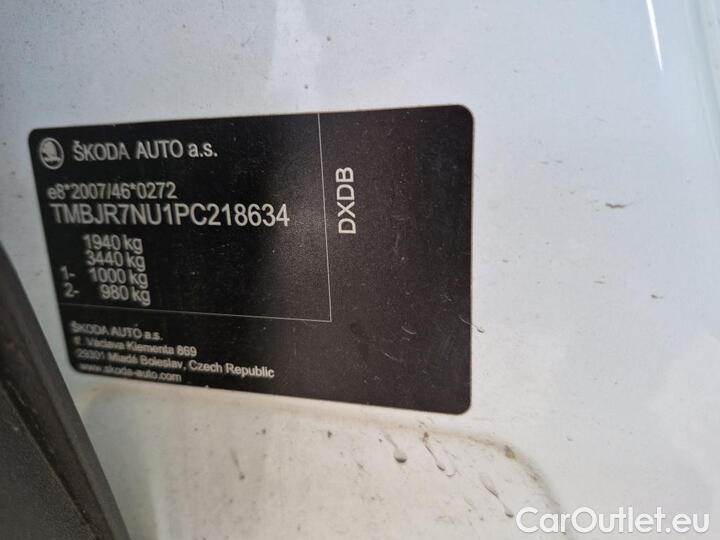 ŠKODA AUTO a.s.
e8*2007/46*0272
TMBJR7NU1PC218634
1940 kg
3440 kg
1- 1000 kg
2- 980 kg
DXDB
ŠKODA AUTO a.s.
tř. Václava Klementa 869
29301 Mladá Boleslav, Czech Republic
www.skoda-auto.com
CarOutlet.eu